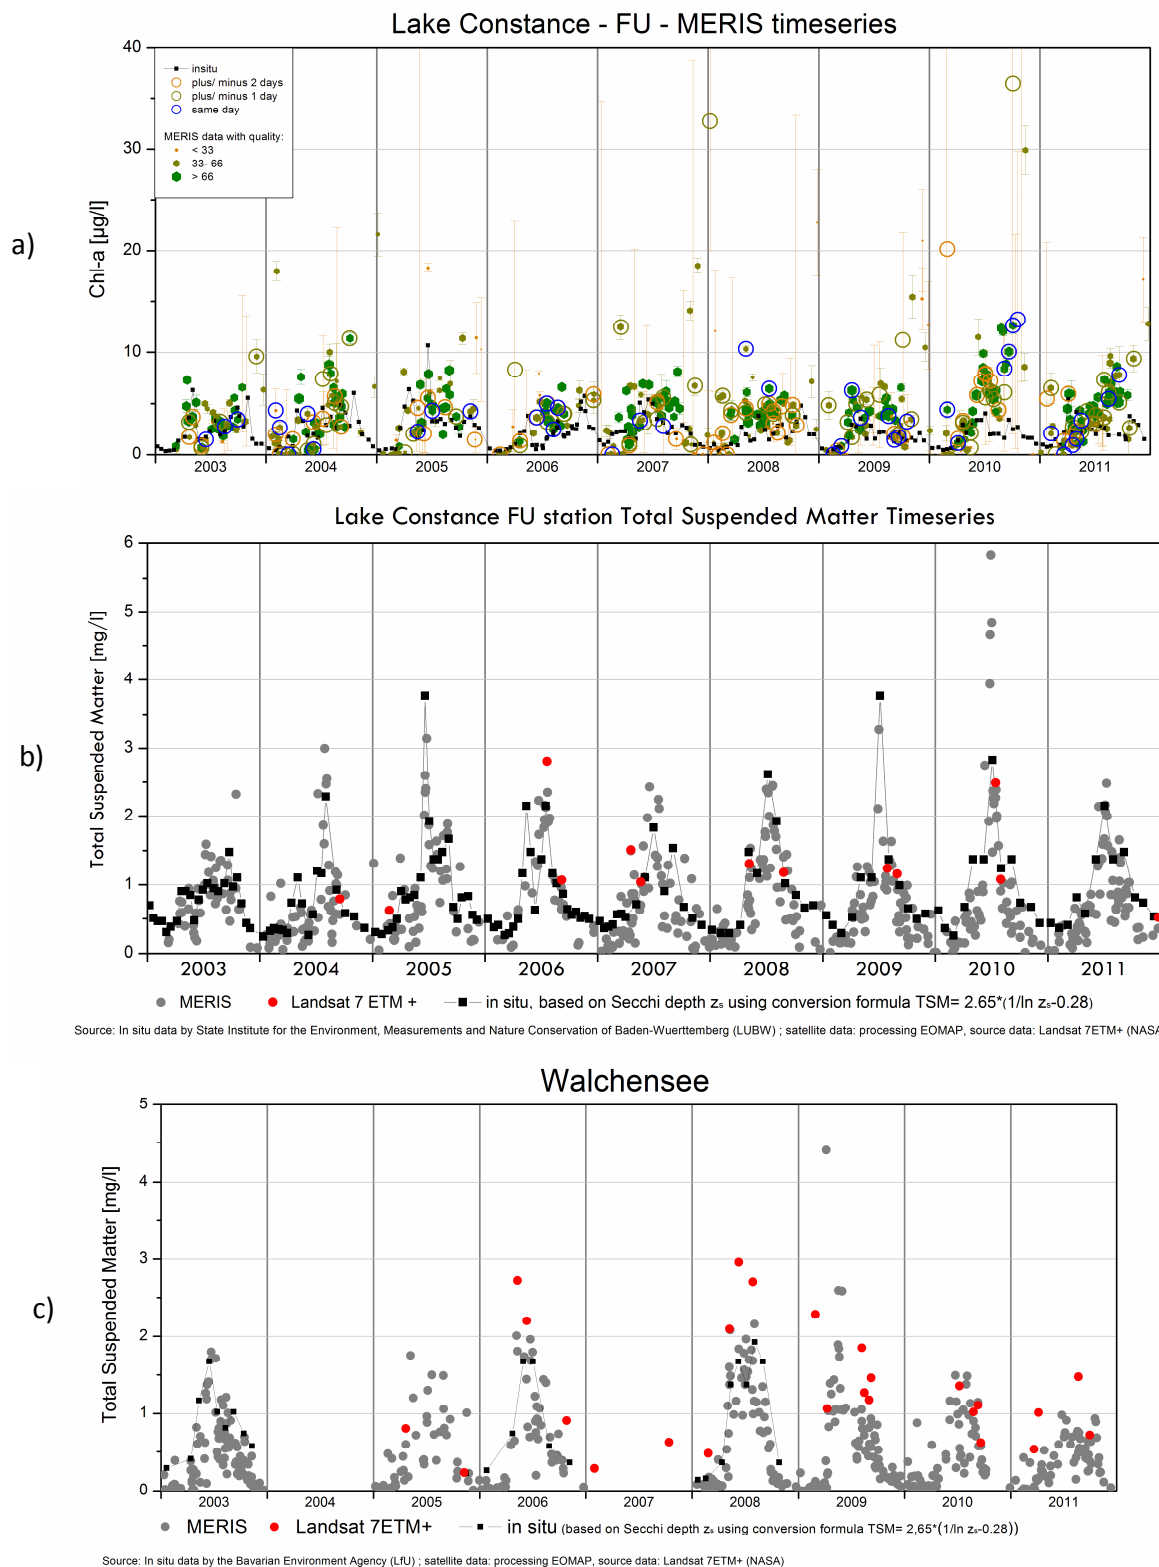 Lake Constance - FU - MERIS timeseries
40
30
20
10
0
Chl-a [µg/l]
insitu
plus/ minus 2 days
plus/ minus 1 day
same day
MERIS data with quality:
< 33
33- 66
> 66
2003 2004 2005 2006 2007 2008 2009 2010 2011
a)
Lake Constance FU station Total Suspended Matter Timeseries
6
5
4
3
2
1
0
Total Suspended Matter [mg/l]
2003 2004 2005 2006 2007 2008 2009 2010 2011
b)
MERIS Landsat 7 ETM + in situ, based on Secchi depth zs using conversion formula TSM= 2.65*(1/ln zs-0.28)
Source: In situ data by State Institute for the Environment, Measurements and Nature Conservation of Baden-Wuerttemberg (LUBW) ; satellite data: processing EOMAP, source data: Landsat 7ETM+ (NASA
Walchensee
5
4
3
2
1
0
Total Suspended Matter [mg/l]
2003 2004 2005 2006 2007 2008 2009 2010 2011
c)
MERIS Landsat 7ETM+ in situ (based on Secchi depth zs using conversion formula TSM= 2,65*(1/ln zs-0.28))
Source: In situ data by the Bavarian Environment Agency (LfU) ; satellite data: processing EOMAP, source data: Landsat 7ETM+ (NASA)